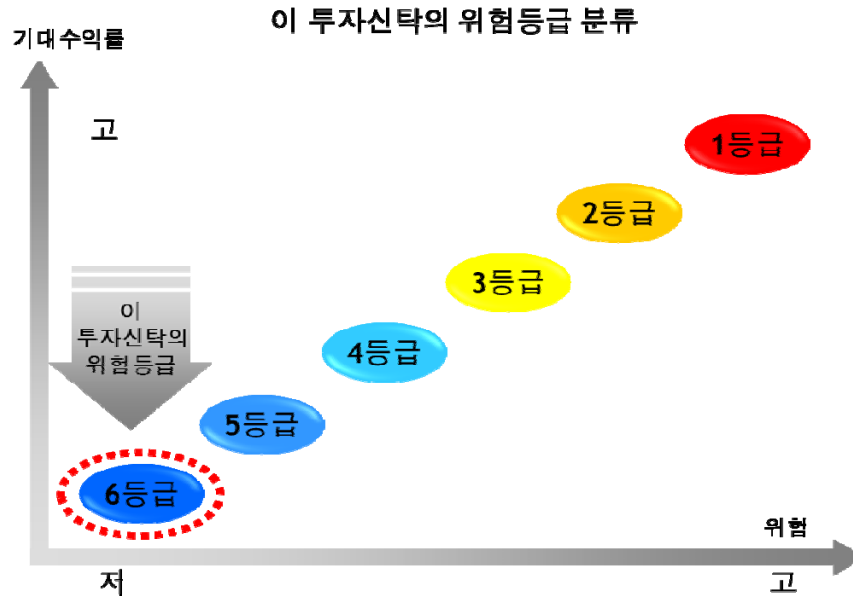 이 투자신탁의 위험등급 분류
기대수익률
고
1등급
2등급
3등급
이
투자신탁의
위험등급
4등급
5등급
6등급
위험
저
고